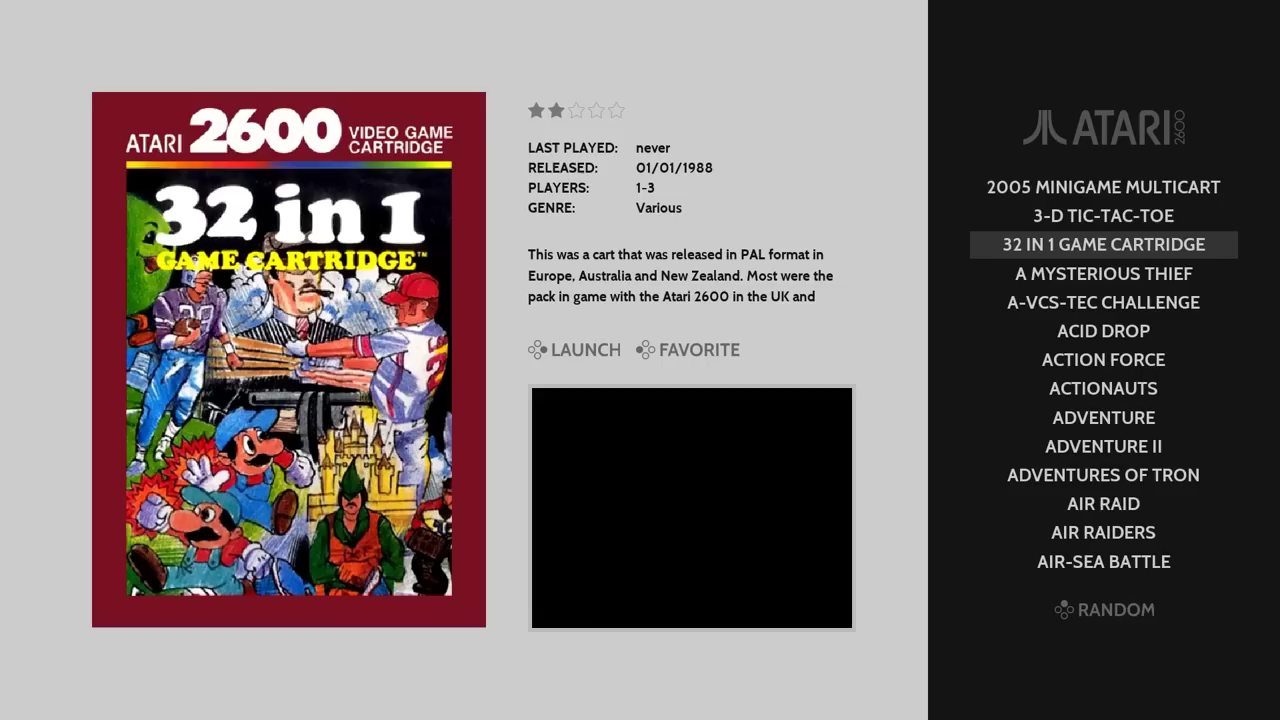 ATARI 2600 VIDEO GAME
CARTRIDGE
32 in 1
GAME CARTRIDGE™
LAST PLAYED: never
RELEASED: 01/01/1988
PLAYERS: 1-3
GENRE: Various
This was a cart that was released in PAL format in
Europe, Australia and New Zealand. Most were the
pack in game with the Atari 2600 in the UK and
LAUNCH FAVORITE
ATARI 2600
2005 MINIGAME MULTICART
3-D TIC-TAC-TOE
32 IN 1 GAME CARTRIDGE
A MYSTERIOUS THIEF
A-VCS-TEC CHALLENGE
ACID DROP
ACTION FORCE
ACTIONAUTS
ADVENTURE
ADVENTURE II
ADVENTURES OF TRON
AIR RAID
AIR RAIDERS
AIR-SEA BATTLE
RANDOM